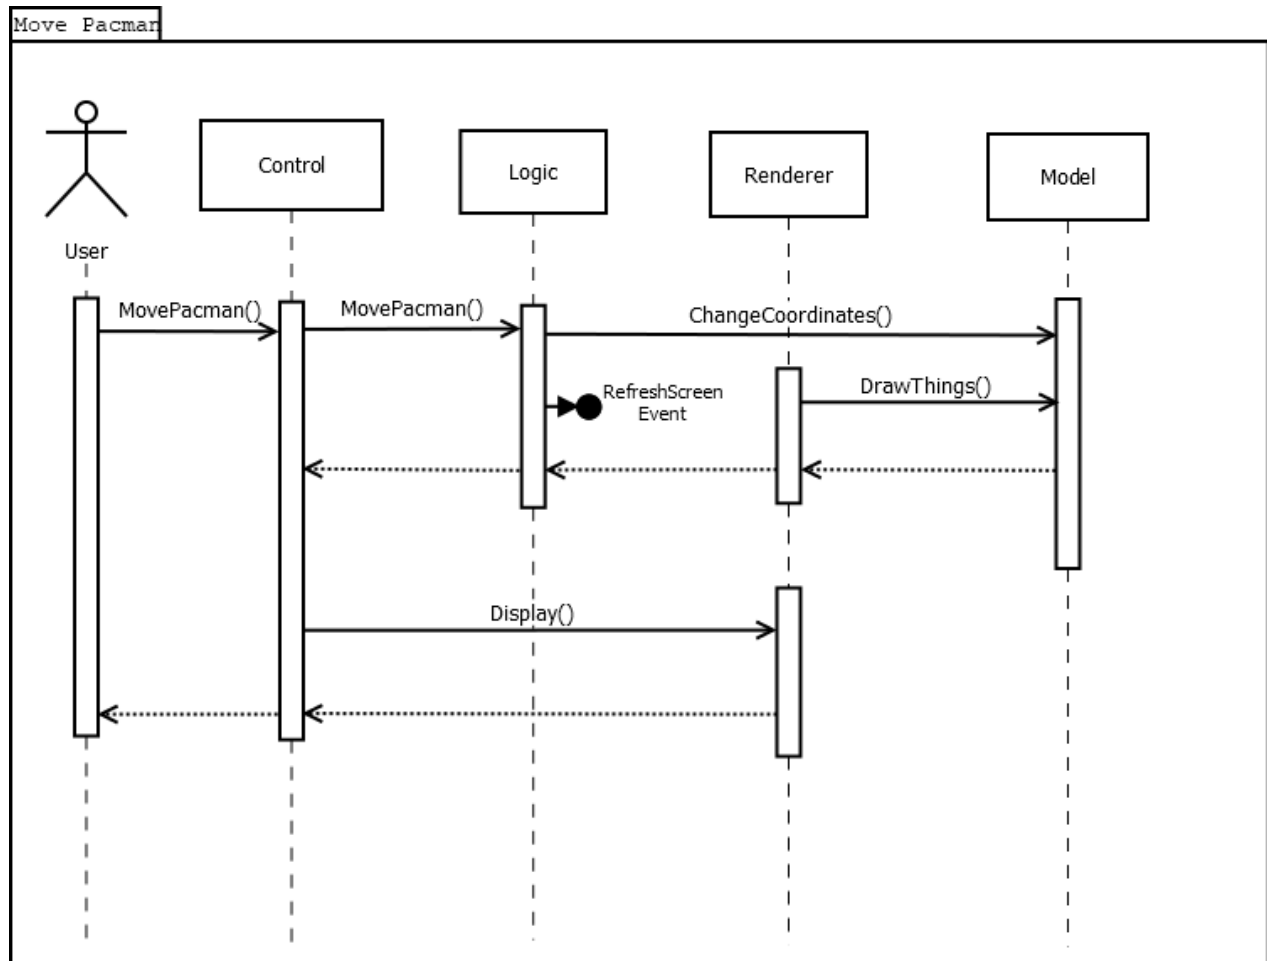 Move Pacman
Control
Logic
Renderer
Model
User
MovePacman()
MovePacman()
ChangeCoordinates()
RefreshScreen
Event
DrawThings()
Display()